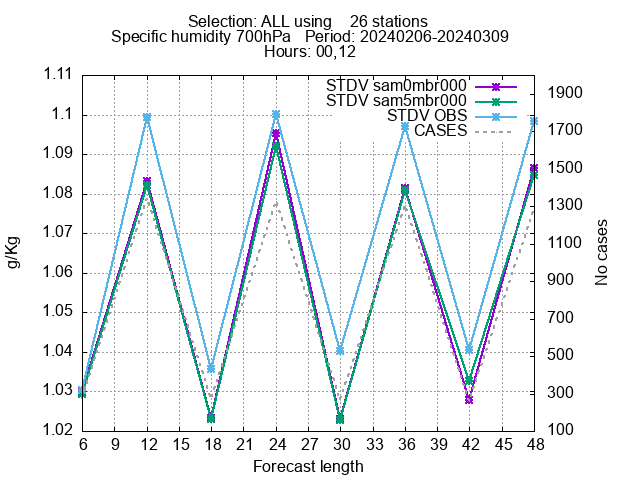 Selection: ALL using    26 stations
Specific humidity 700hPa   Period: 20240206-20240309
Hours: 00,12
STDV sam0mbr000
STDV sam5mbr000
STDV OBS
CASES
1.11
1.1
1.09
1.08
1.07
1.06
1.05
1.04
1.03
1.02
g/Kg
1900
1700
1500
1300
1100
900
700
500
300
100
No cases
6 9 12 15 18 21 24 27 30 33 36 39 42 45 48
Forecast length